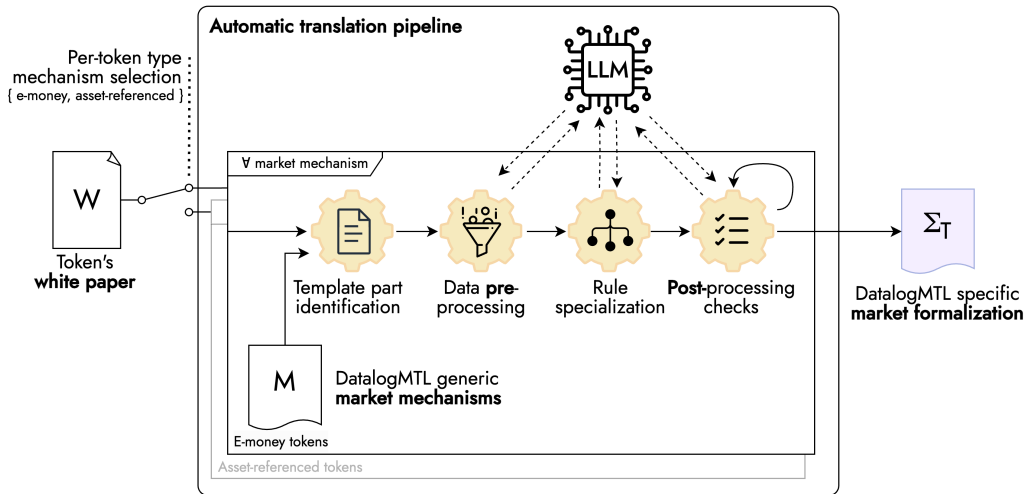 Automatic translation pipeline
Per-token type
mechanism selection
{ e-money, asset-referenced }
LLM
∀ market mechanism
W
Token's
white paper
Template part
identification
Data pre-
processing
Rule
specialization
Post-processing
checks
Σ_T
DatalogMTL specific
market formalization
M
DatalogMTL generic
market mechanisms
E-money tokens
Asset-referenced tokens